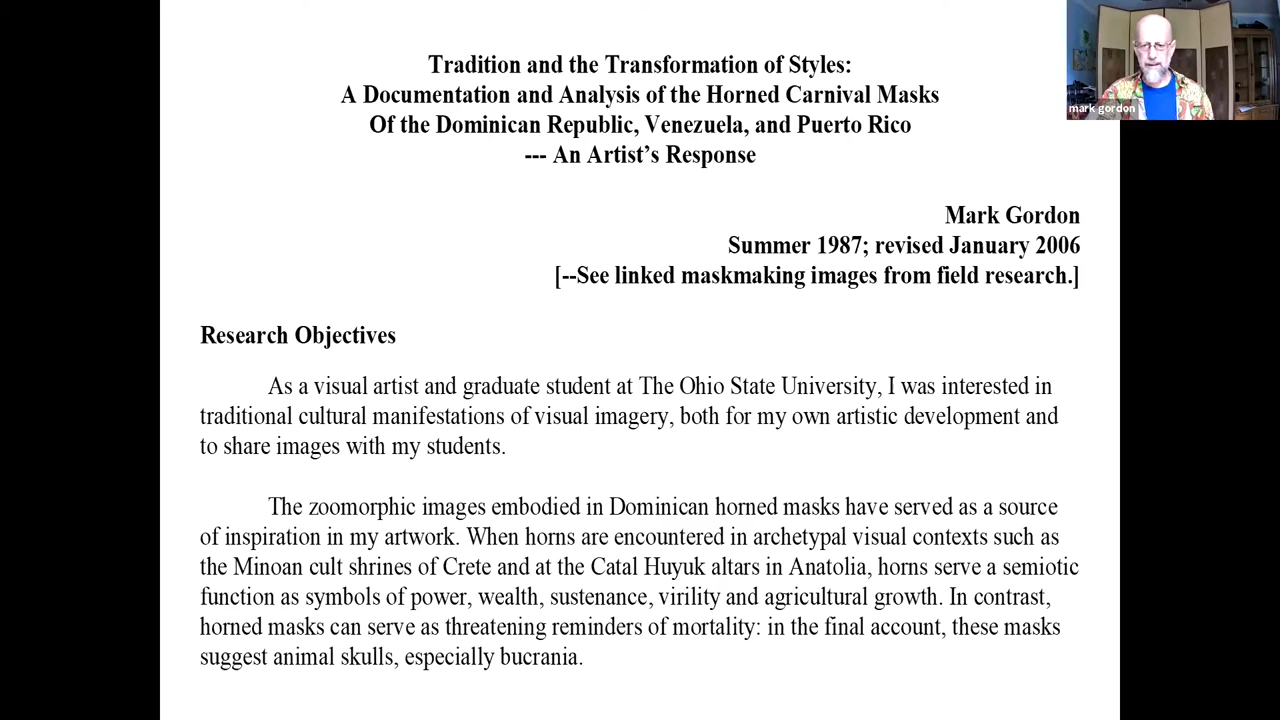 Tradition and the Transformation of Styles:
A Documentation and Analysis of the Horned Carnival Masks
Of the Dominican Republic, Venezuela, and Puerto Rico
--- An Artist's Response
mark gordon
Mark Gordon
Summer 1987; revised January 2006
[--See linked maskmaking images from field research.]
Research Objectives
As a visual artist and graduate student at The Ohio State University, I was interested in
traditional cultural manifestations of visual imagery, both for my own artistic development and
to share images with my students.
The zoomorphic images embodied in Dominican horned masks have served as a source
of inspiration in my artwork. When horns are encountered in archetypal visual contexts such as
the Minoan cult shrines of Crete and at the Catal Huyuk altars in Anatolia, horns serve a semiotic
function as symbols of power, wealth, sustenance, virility and agricultural growth. In contrast,
horned masks can serve as threatening reminders of mortality: in the final account, these masks
suggest animal skulls, especially bucrania.